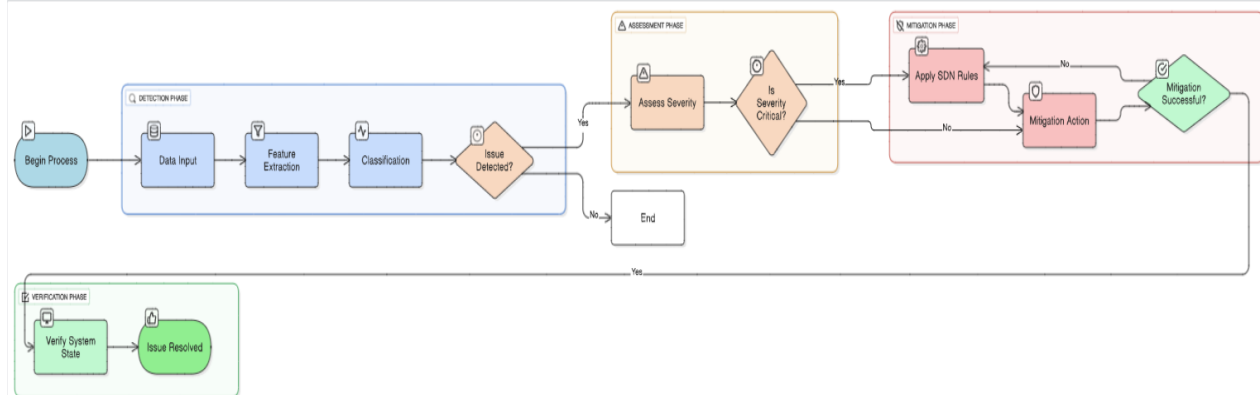 ASSESSMENT PHASE
MITIGATION PHASE
DETECTION PHASE
Begin Process
Data Input
Feature
Extraction
Classification
Issue
Detected?
Yes
No
End
Assess Severity
Is
Severity
Critical?
Yes
No
Apply SDN Rules
Mitigation Action
No
Mitigation
Successful?
Yes
VERIFICATION PHASE
Verify System
State
Issue Resolved